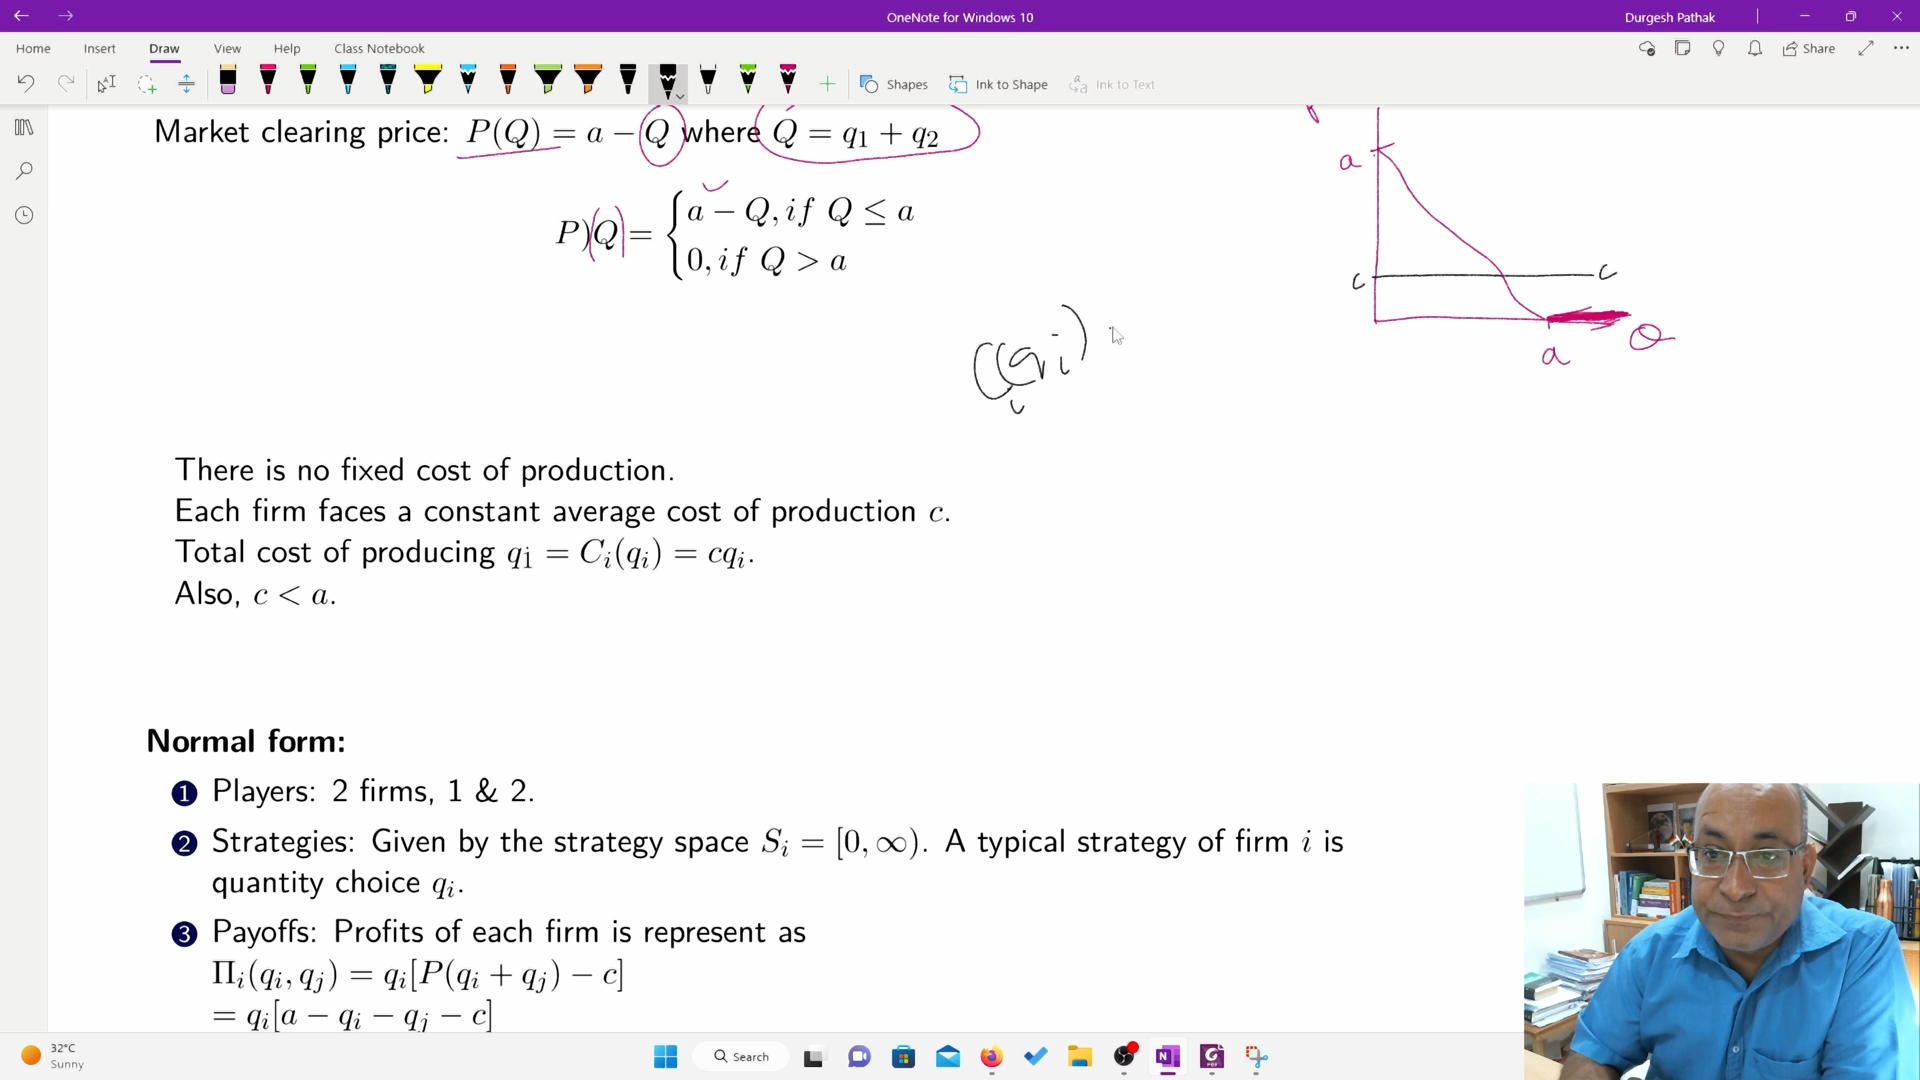 OneNote for Windows 10
Durgesh Pathak
Home Insert Draw View Help Class Notebook
Share
Shapes Ink to Shape Ink to Text
Market clearing price: P(Q) = a − Q where Q = q₁ + q₂
P)(Q) = { a − Q, if Q ≤ a
0, if Q > a
a
c c
a Q
C(qᵢ)
i
There is no fixed cost of production.
Each firm faces a constant average cost of production c.
Total cost of producing q₁ = Cᵢ(qᵢ) = cqᵢ.
Also, c < a.
Normal form:
1 Players: 2 firms, 1 & 2.
2 Strategies: Given by the strategy space Sᵢ = [0, ∞). A typical strategy of firm i is
quantity choice qᵢ.
3 Payoffs: Profits of each firm is represent as
Πᵢ(qᵢ, qⱼ) = qᵢ[P(qᵢ + qⱼ) − c]
= qᵢ[a − qᵢ − qⱼ − c]
32°C
Sunny
Search